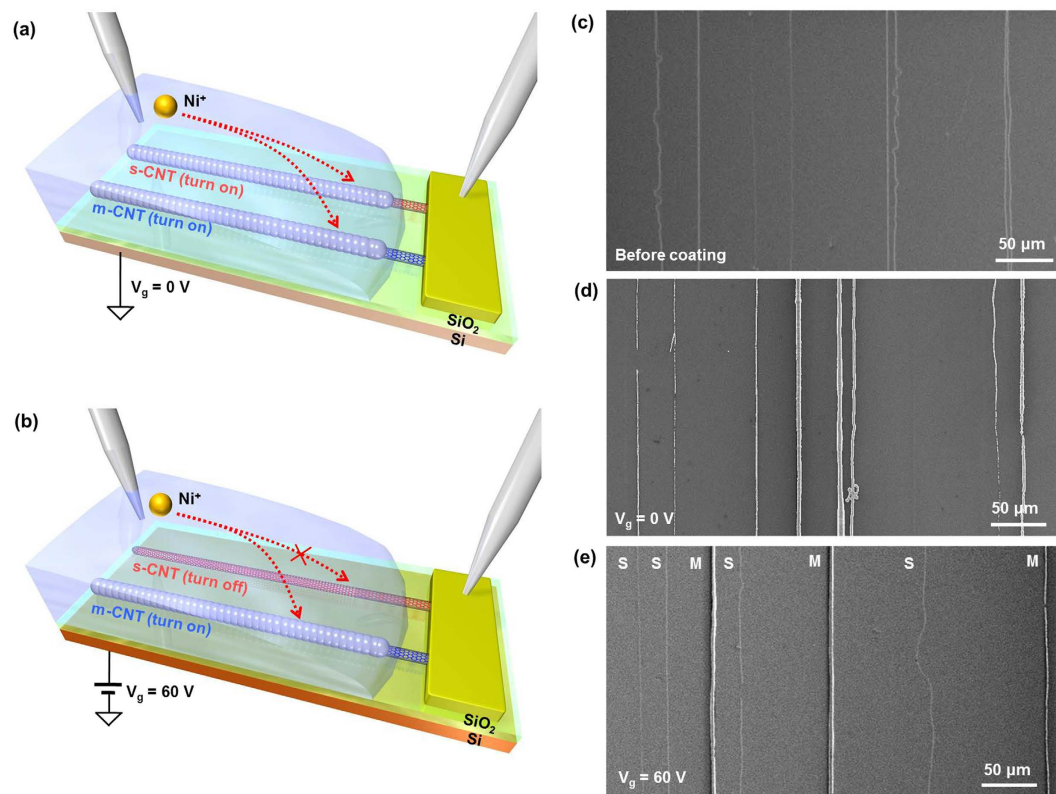 (a)
Ni⁺
s-CNT (turn on)
m-CNT (turn on)
V_g = 0 V
SiO₂
Si
(b)
Ni⁺
s-CNT (turn off)
m-CNT (turn on)
V_g = 60 V
SiO₂
Si
(c)
Before coating
50 µm
(d)
V_g = 0 V
50 µm
(e)
S S M S M S M
V_g = 60 V
50 µm